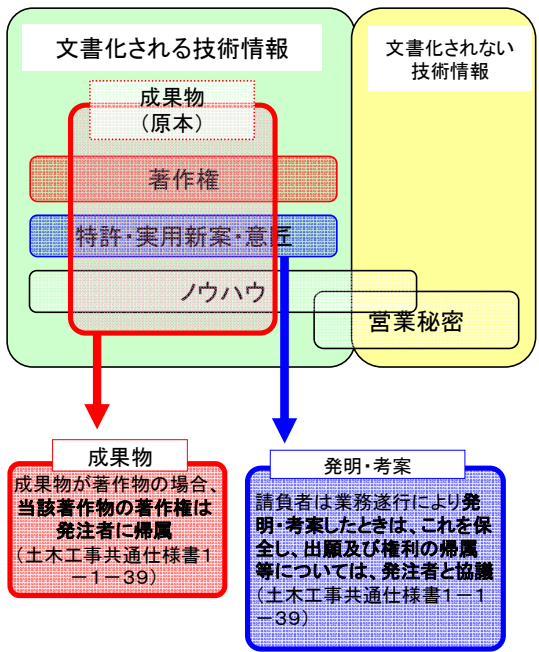 文書化される技術情報
文書化されない
技術情報
成果物
（原本）
著作権
特許・実用新案・意匠
ノウハウ
営業秘密
成果物
成果物が著作物の場合、
当該著作物の著作権は
発注者に帰属
（土木工事共通仕様書1
－1－39）
発明・考案
請負者は業務遂行により発
明・考案したときは、これを保
全し、出願及び権利の帰属
等については、発注者と協議
（土木工事共通仕様書1－1
－39）